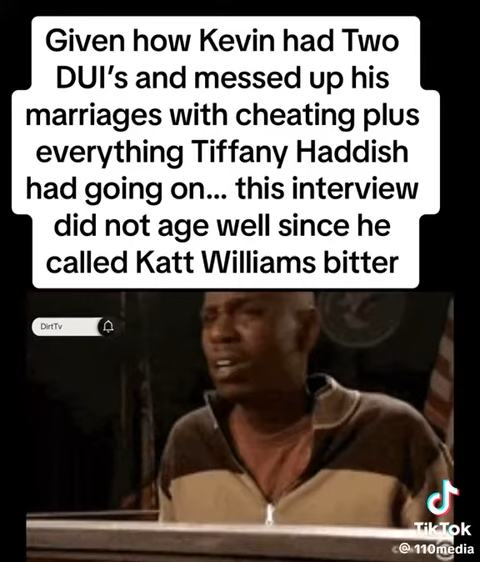 Given how Kevin had Two
DUI's and messed up his
marriages with cheating plus
everything Tiffany Haddish
had going on... this interview
did not age well since he
called Katt Williams bitter
DirtTv
TikTok
@110media